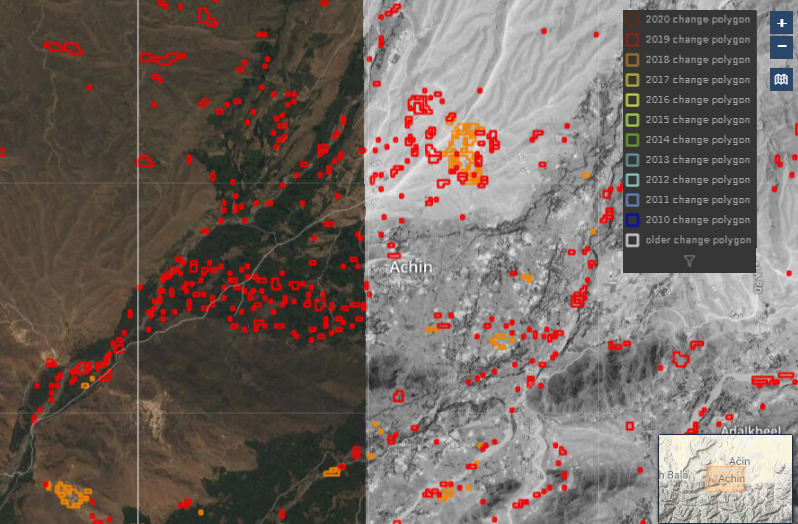 2020 change polygon
2019 change polygon
2018 change polygon
2017 change polygon
2016 change polygon
2015 change polygon
2014 change polygon
2013 change polygon
2012 change polygon
2011 change polygon
2010 change polygon
older change polygon
Achin
Adalkheel
Ačīn
h Bala
Achin